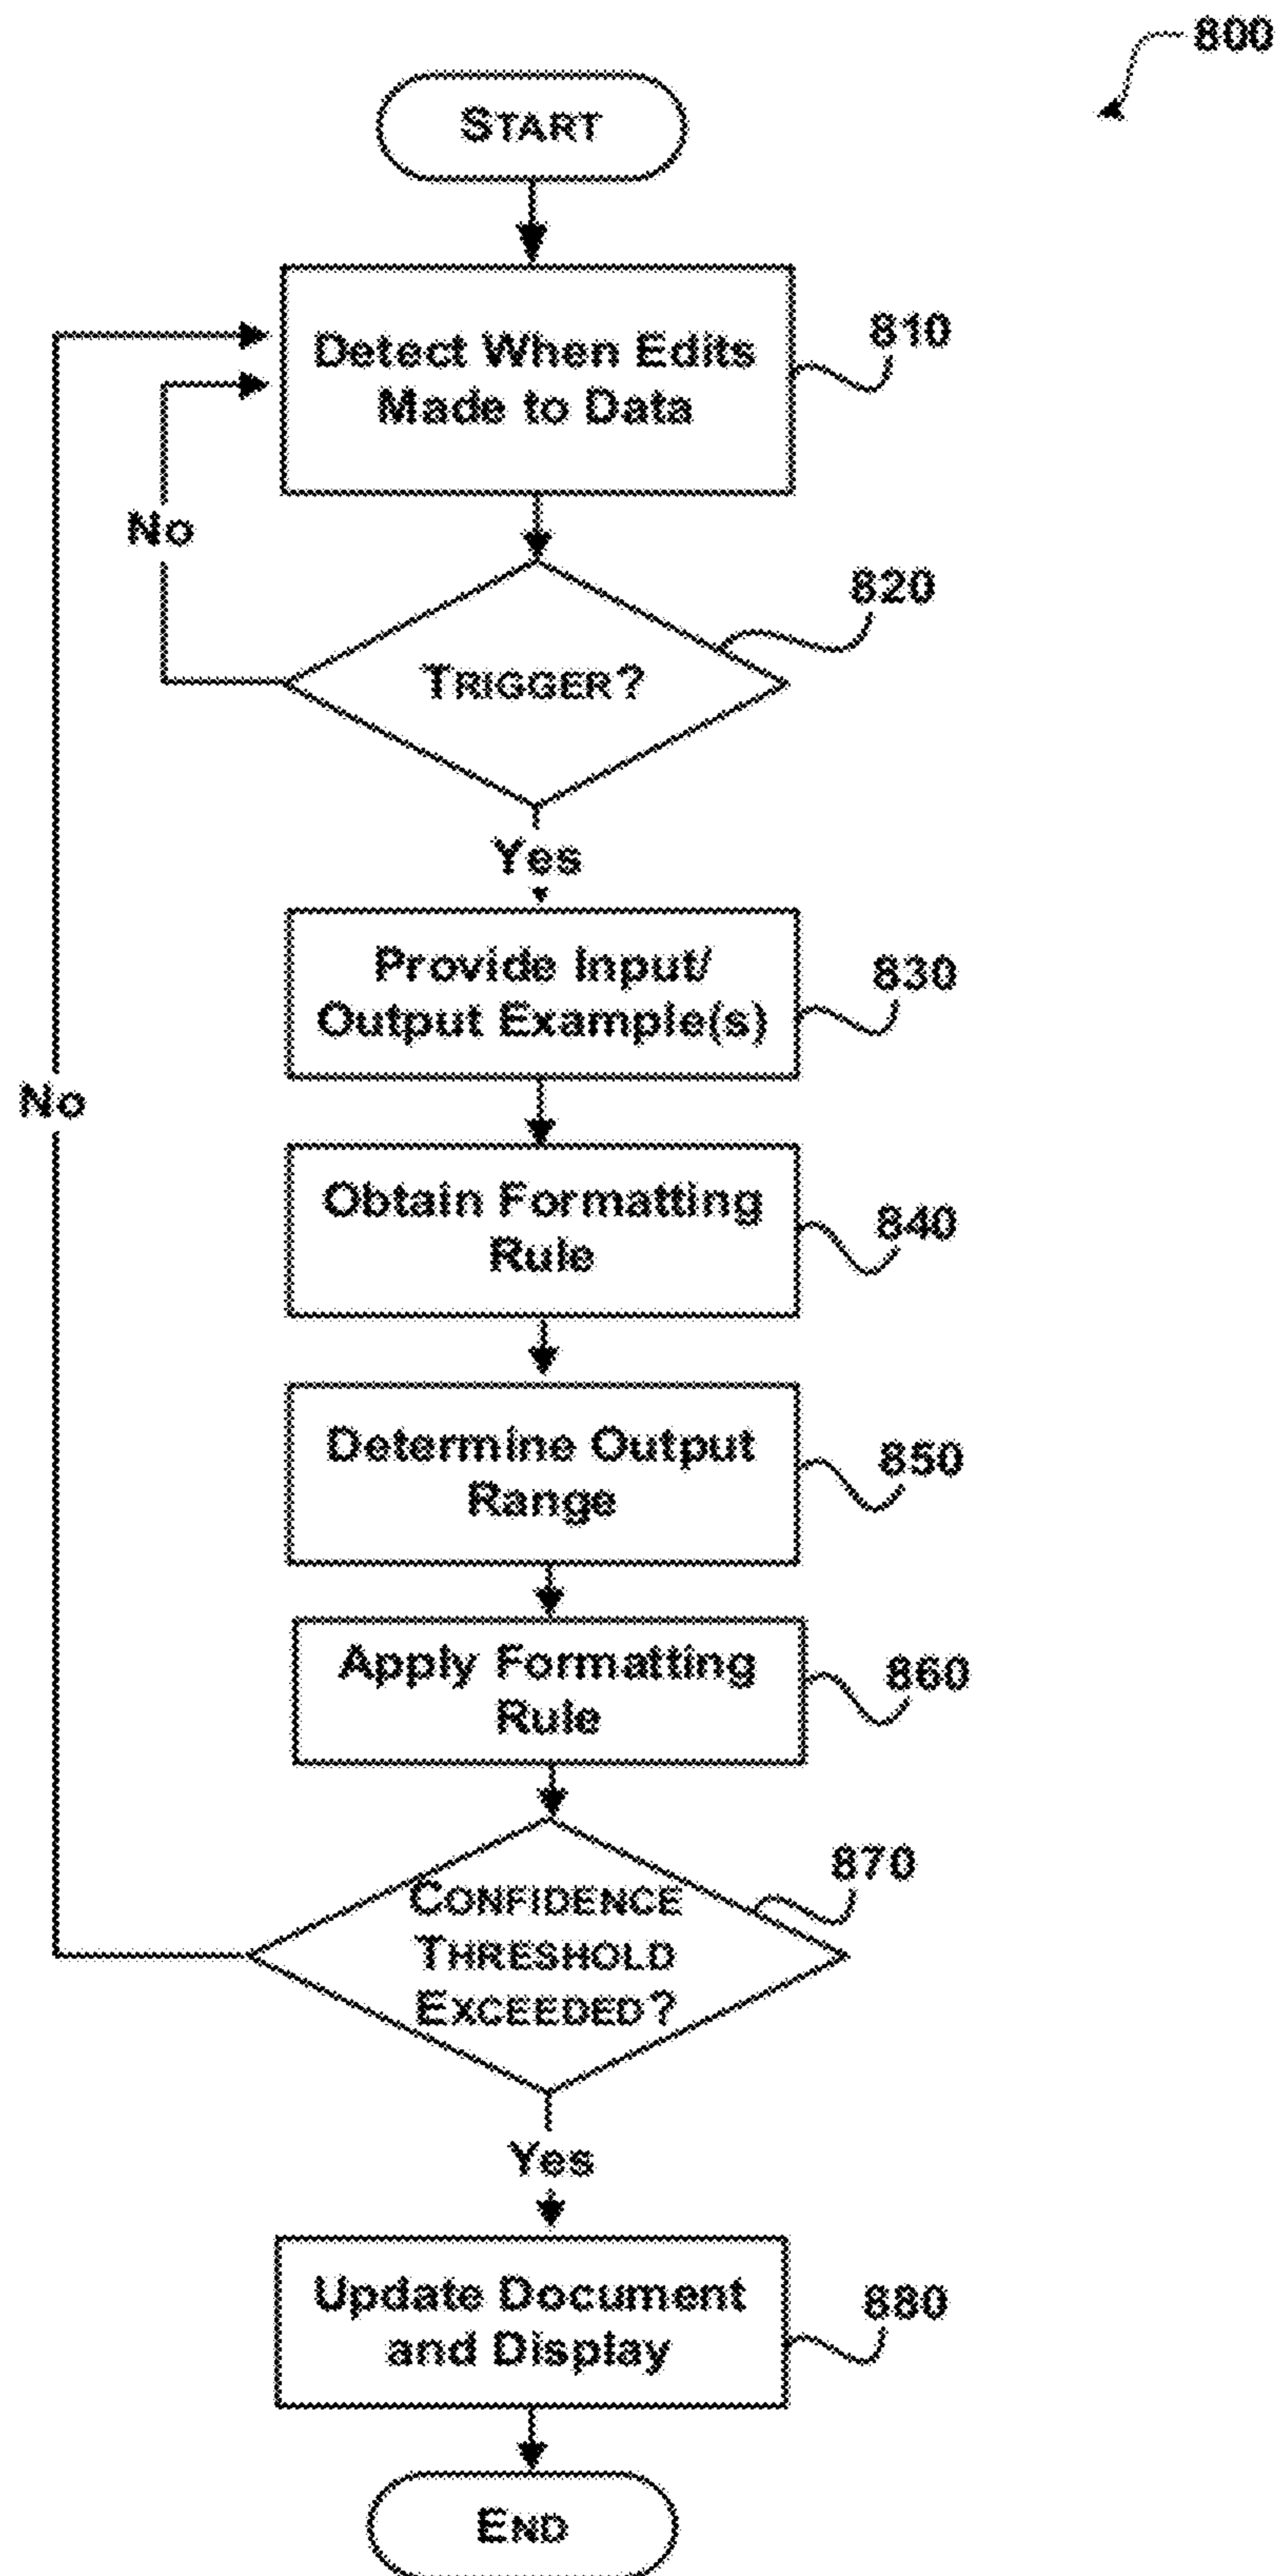 800
START
Detect When Edits
Made to Data
810
No
820
TRIGGER?
Yes
Provide Input/
Output Example(s)
830
No
Obtain Formatting
Rule
840
Determine Output
Range
850
Apply Formatting
Rule
860
870
CONFIDENCE
THRESHOLD
EXCEEDED?
Yes
Update Document
and Display
880
END